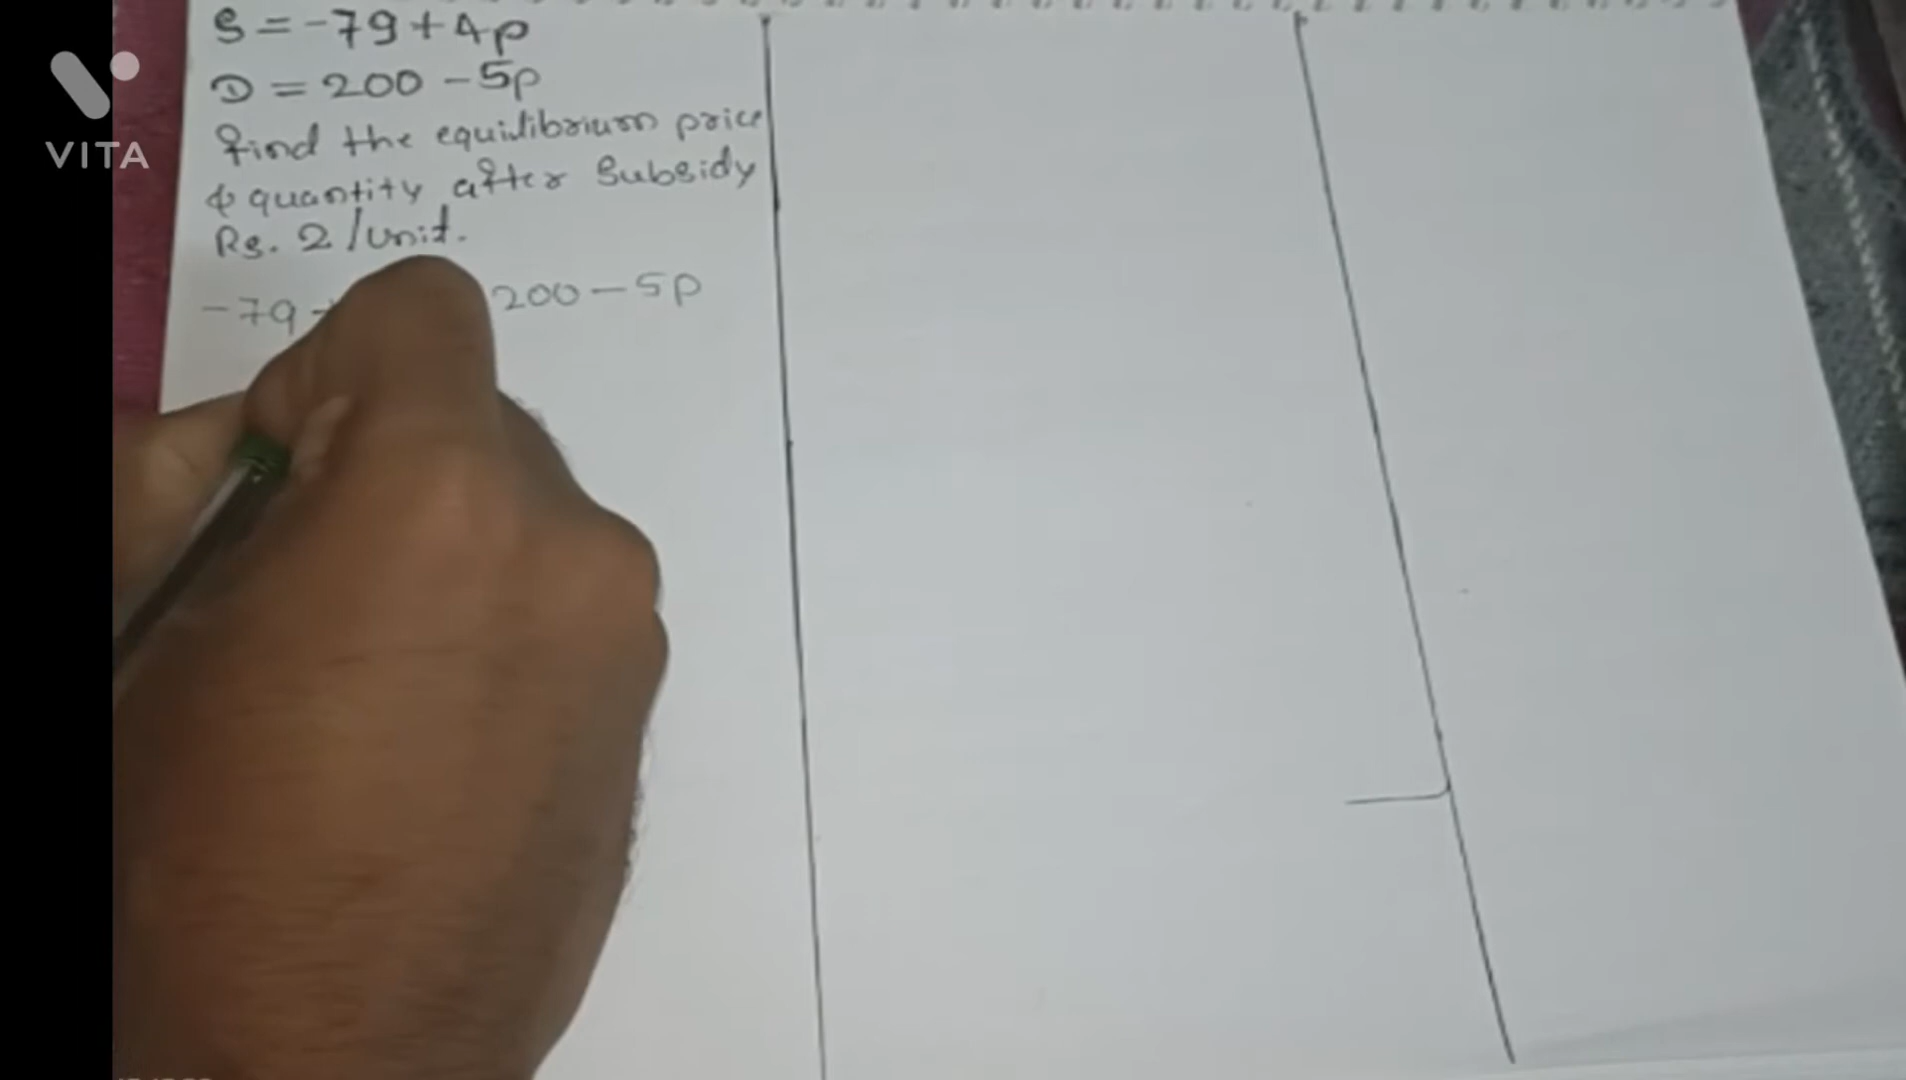 VITA
S = -79 + 4p
D = 200 - 5p
find the equilibrium price
& quantity after Subsidy
Rs. 2/unit.
-79 + 200 - 5p